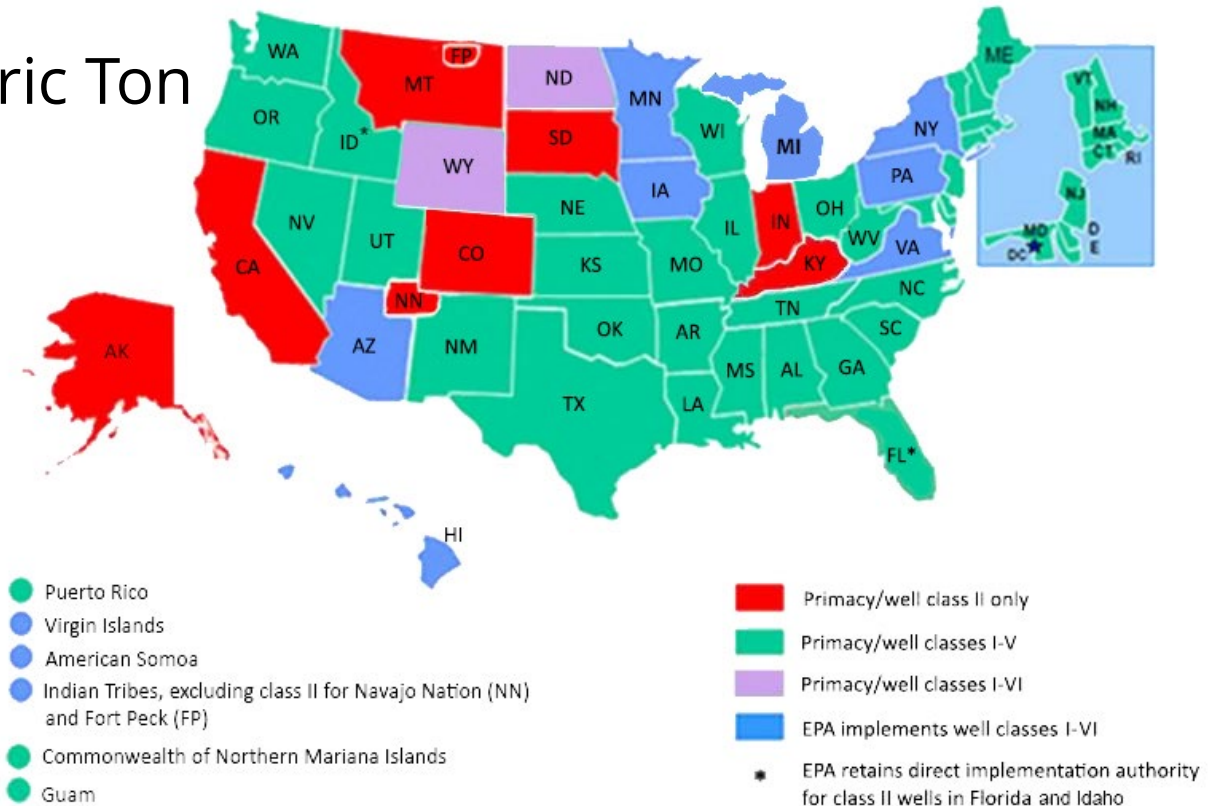 ric Ton
WA
MT
FP
ND
MN
ME
VT
NH
MA
CT
RI
NJ
MD
D
E
DC
OR
ID*
SD
WI
MI
NY
WY
IA
PA
NE
NV
UT
CO
IL
IN
OH
WV
VA
CA
KS
MO
KY
NC
NN
TN
AK
AZ
NM
OK
AR
SC
MS
AL
GA
TX
LA
FL*
HI
Puerto Rico
Virgin Islands
American Somoa
Indian Tribes, excluding class II for Navajo Nation (NN)
and Fort Peck (FP)
Commonwealth of Northern Mariana Islands
Guam
Primacy/well class II only
Primacy/well classes I-V
Primacy/well classes I-VI
EPA implements well classes I-VI
* EPA retains direct implementation authority
for class II wells in Florida and Idaho